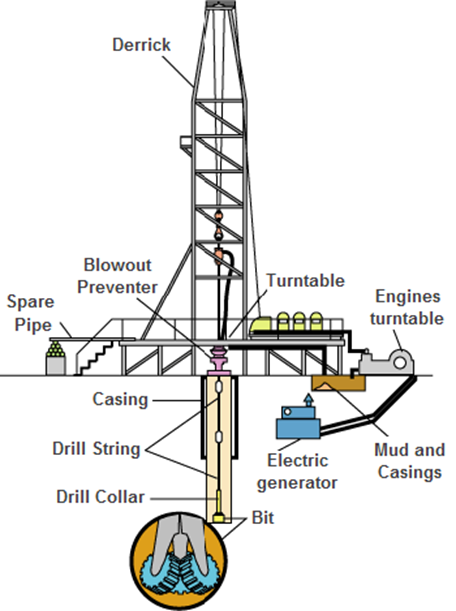 Derrick
Blowout
Preventer
Turntable
Spare
Pipe
Engines
turntable
Casing
Drill String
Electric
generator
Mud and
Casings
Drill Collar
Bit